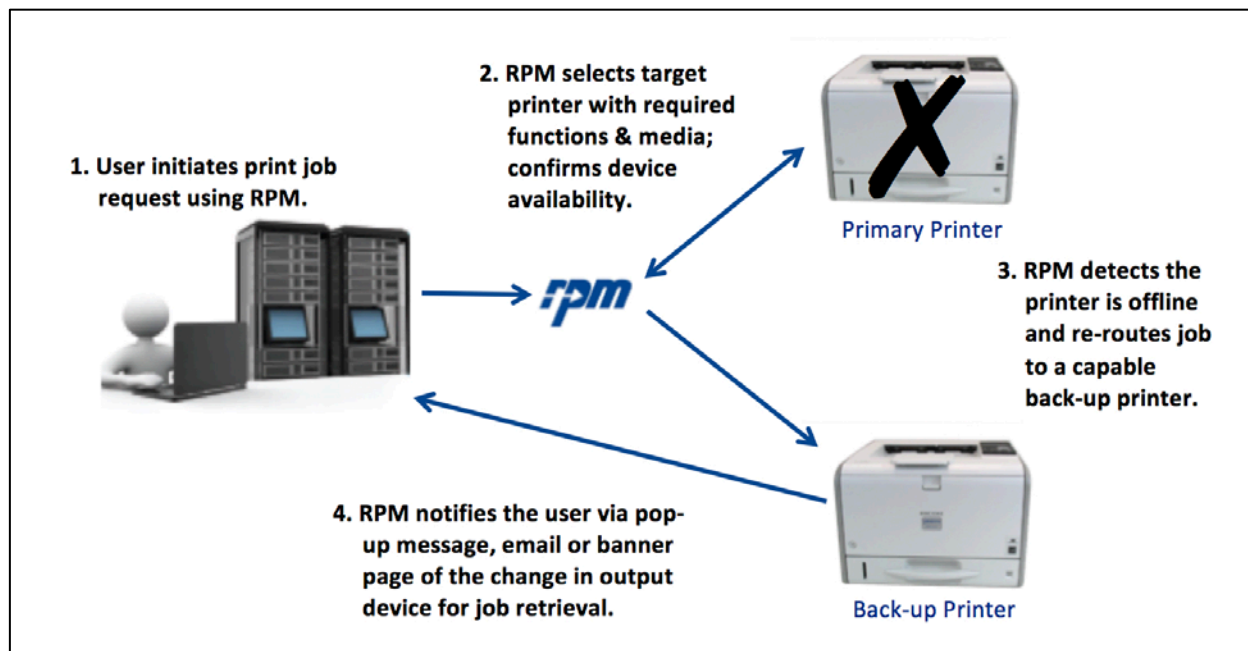 1. User initiates print job
request using RPM.
2. RPM selects target
printer with required
functions & media;
confirms device
availability.
X
Primary Printer
rpm
3. RPM detects the
printer is offline
and re-routes job
to a capable
back-up printer.
4. RPM notifies the user via pop-
up message, email or banner
page of the change in output
device for job retrieval.
Back-up Printer